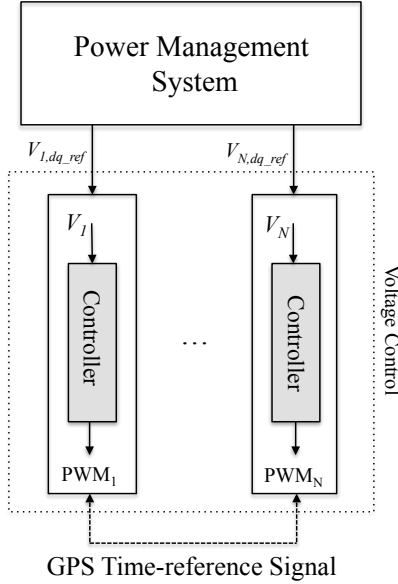 Power Management
System
V1,dq_ref
VN,dq_ref
V1
VN
Controller
Controller
...
Voltage Control
PWM1
PWMN
GPS Time-reference Signal